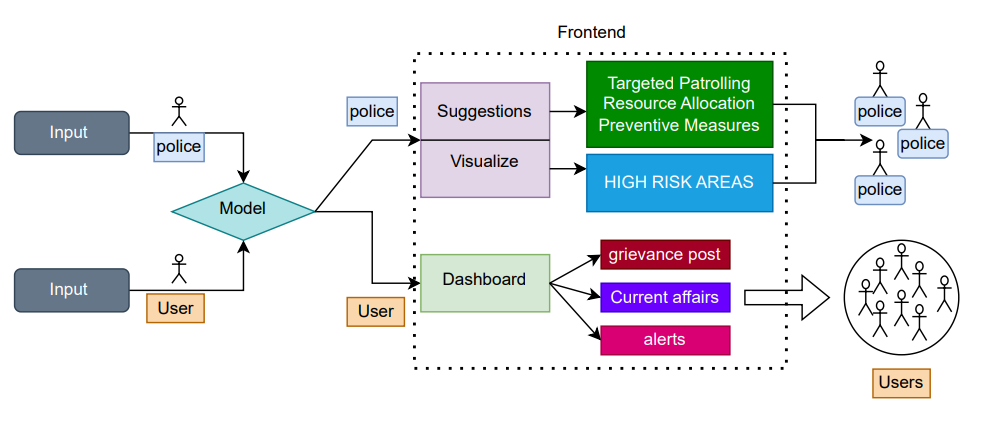 Frontend
Input
police
Model
Input
User
police
Suggestions
Visualize
Targeted Patrolling
Resource Allocation
Preventive Measures
HIGH RISK AREAS
police
police
police
User
Dashboard
grievance post
Current affairs
alerts
Users